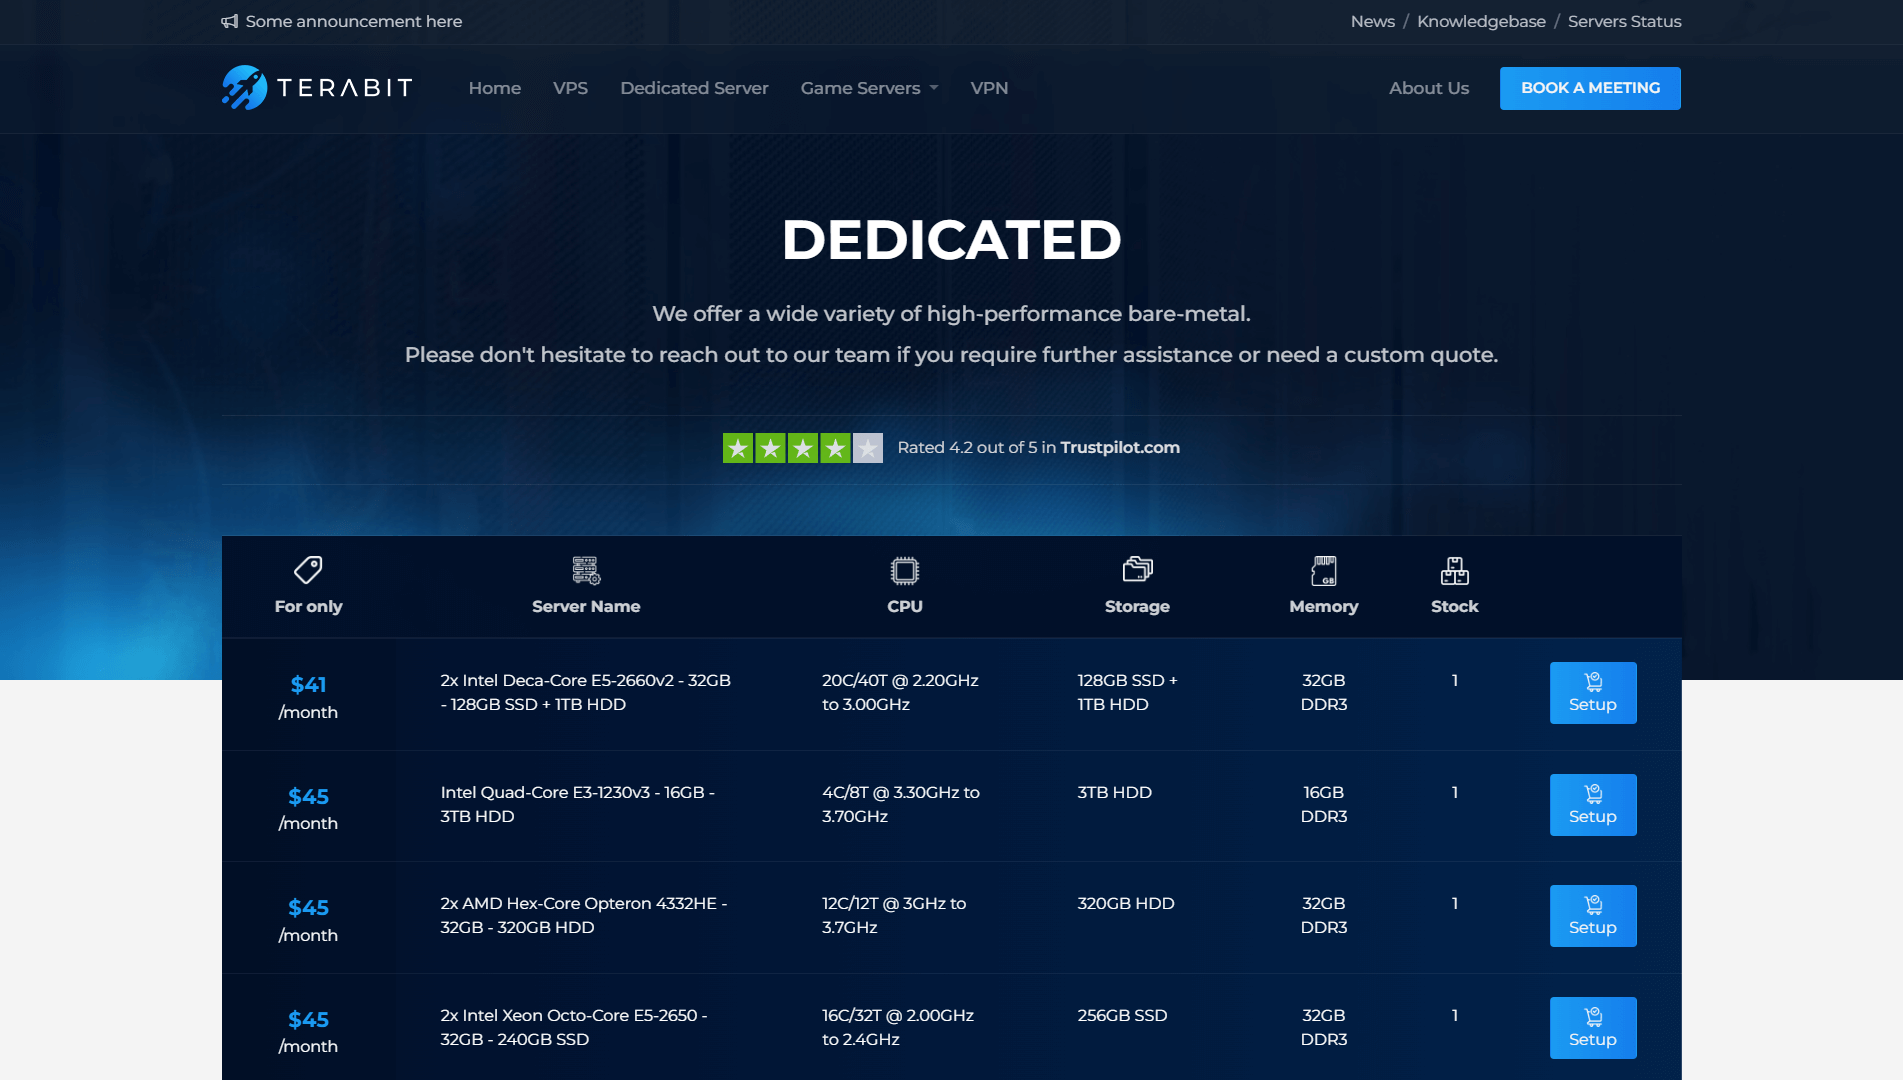 Some announcement here
News / Knowledgebase / Servers Status
TERABIT
Home
VPS
Dedicated Server
Game Servers
VPN
About Us
BOOK A MEETING
DEDICATED
We offer a wide variety of high-performance bare-metal.
Please don't hesitate to reach out to our team if you require further assistance or need a custom quote.
Rated 4.2 out of 5 in Trustpilot.com
GB
For only
Server Name
CPU
Storage
Memory
Stock
$41
/month
2x Intel Deca-Core E5-2660v2 - 32GB
- 128GB SSD + 1TB HDD
20C/40T @ 2.20GHz
to 3.00GHz
128GB SSD +
1TB HDD
32GB
DDR3
1
Setup
$45
/month
Intel Quad-Core E3-1230v3 - 16GB -
3TB HDD
4C/8T @ 3.30GHz to
3.70GHz
3TB HDD
16GB
DDR3
1
Setup
$45
/month
2x AMD Hex-Core Opteron 4332HE -
32GB - 320GB HDD
12C/12T @ 3GHz to
3.7GHz
320GB HDD
32GB
DDR3
1
Setup
$45
/month
2x Intel Xeon Octo-Core E5-2650 -
32GB - 240GB SSD
16C/32T @ 2.00GHz
to 2.4GHz
256GB SSD
32GB
DDR3
1
Setup